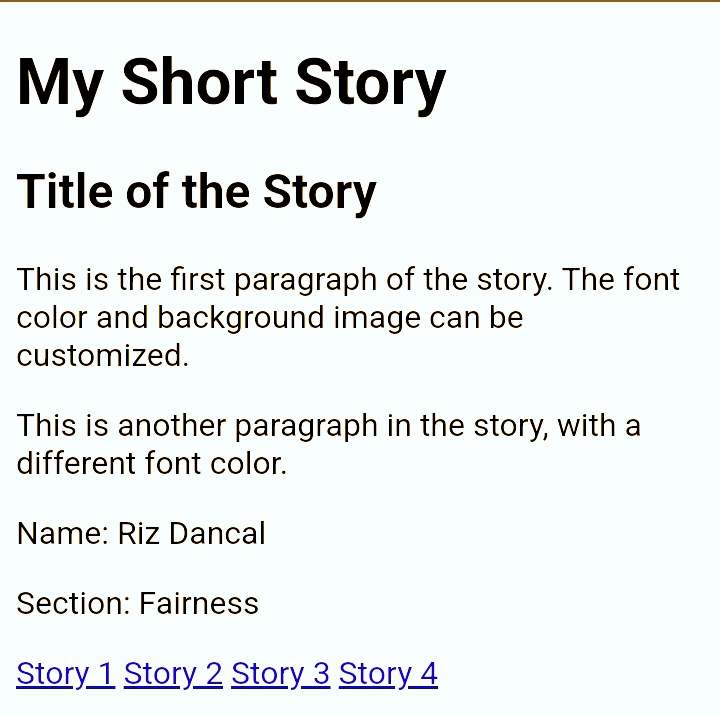 My Short Story
Title of the Story
This is the first paragraph of the story. The font
color and background image can be
customized.
This is another paragraph in the story, with a
different font color.
Name: Riz Dancal
Section: Fairness
Story 1 Story 2 Story 3 Story 4